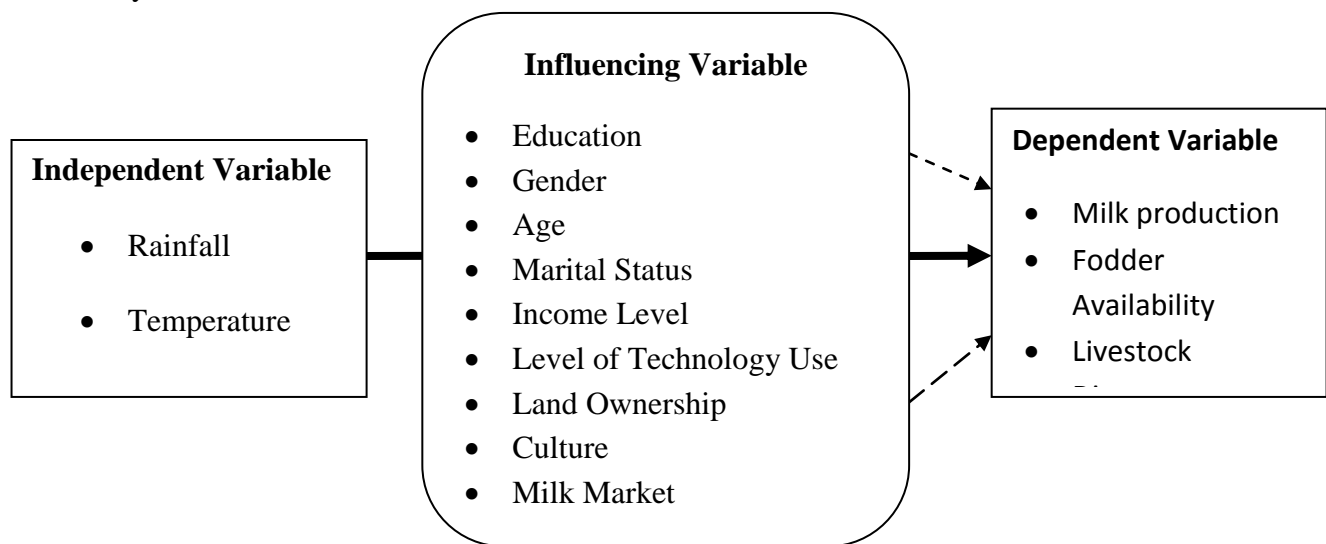 Independent Variable
• Rainfall
• Temperature
Influencing Variable
• Education
• Gender
• Age
• Marital Status
• Income Level
• Level of Technology Use
• Land Ownership
• Culture
• Milk Market
Dependent Variable
• Milk production
• Fodder
Availability
• Livestock